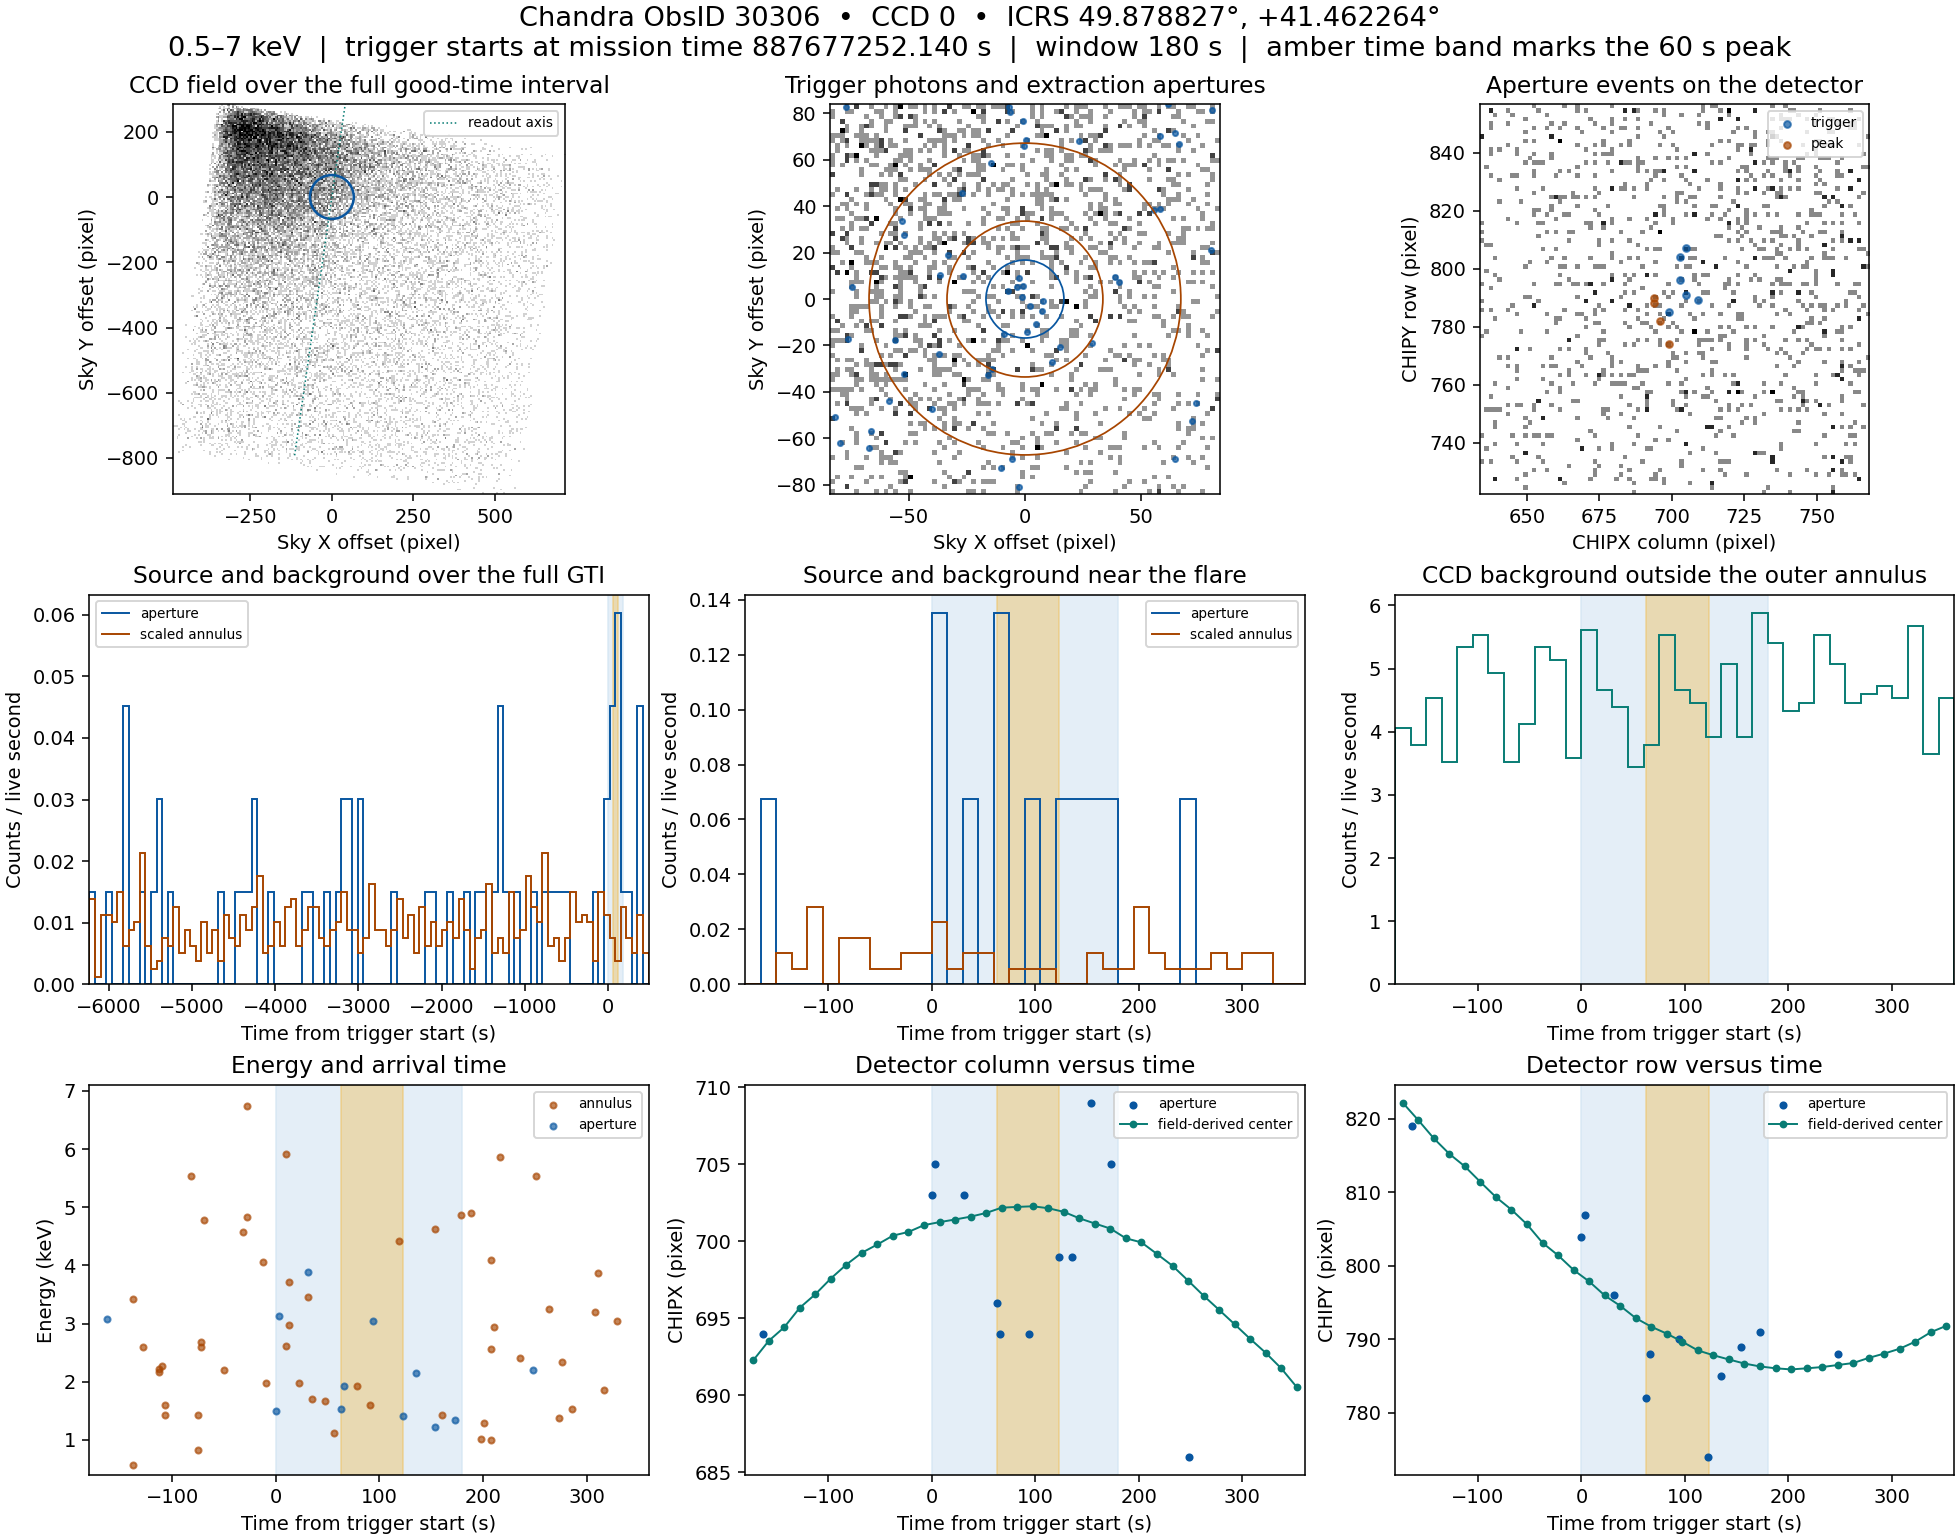 Chandra ObsID 30306  •  CCD 0  •  ICRS 49.878827°, +41.462264°
0.5–7 keV  |  trigger starts at mission time 887677252.140 s  |  window 180 s  |  amber time band marks the 60 s peak
CCD field over the full good-time interval
readout axis
200
0
−200
−400
−600
−800
Sky Y offset (pixel)
−250
0
250
500
Sky X offset (pixel)
Trigger photons and extraction apertures
80
60
40
20
0
−20
−40
−60
−80
Sky Y offset (pixel)
−50
0
50
Sky X offset (pixel)
Aperture events on the detector
trigger
peak
840
820
800
780
760
740
CHIPY row (pixel)
650
675
700
725
750
CHIPX column (pixel)
Source and background over the full GTI
aperture
scaled annulus
0.06
0.05
0.04
0.03
0.02
0.01
0.00
Counts / live second
−6000
−5000
−4000
−3000
−2000
−1000
0
Time from trigger start (s)
Source and background near the flare
aperture
scaled annulus
0.14
0.12
0.10
0.08
0.06
0.04
0.02
0.00
Counts / live second
−100
0
100
200
300
Time from trigger start (s)
CCD background outside the outer annulus
6
5
4
3
2
1
0
Counts / live second
−100
0
100
200
300
Time from trigger start (s)
Energy and arrival time
annulus
aperture
7
6
5
4
3
2
1
Energy (keV)
−100
0
100
200
300
Time from trigger start (s)
Detector column versus time
aperture
field-derived center
710
705
700
695
690
685
CHIPX (pixel)
−100
0
100
200
300
Time from trigger start (s)
Detector row versus time
aperture
field-derived center
820
810
800
790
780
CHIPY (pixel)
−100
0
100
200
300
Time from trigger start (s)